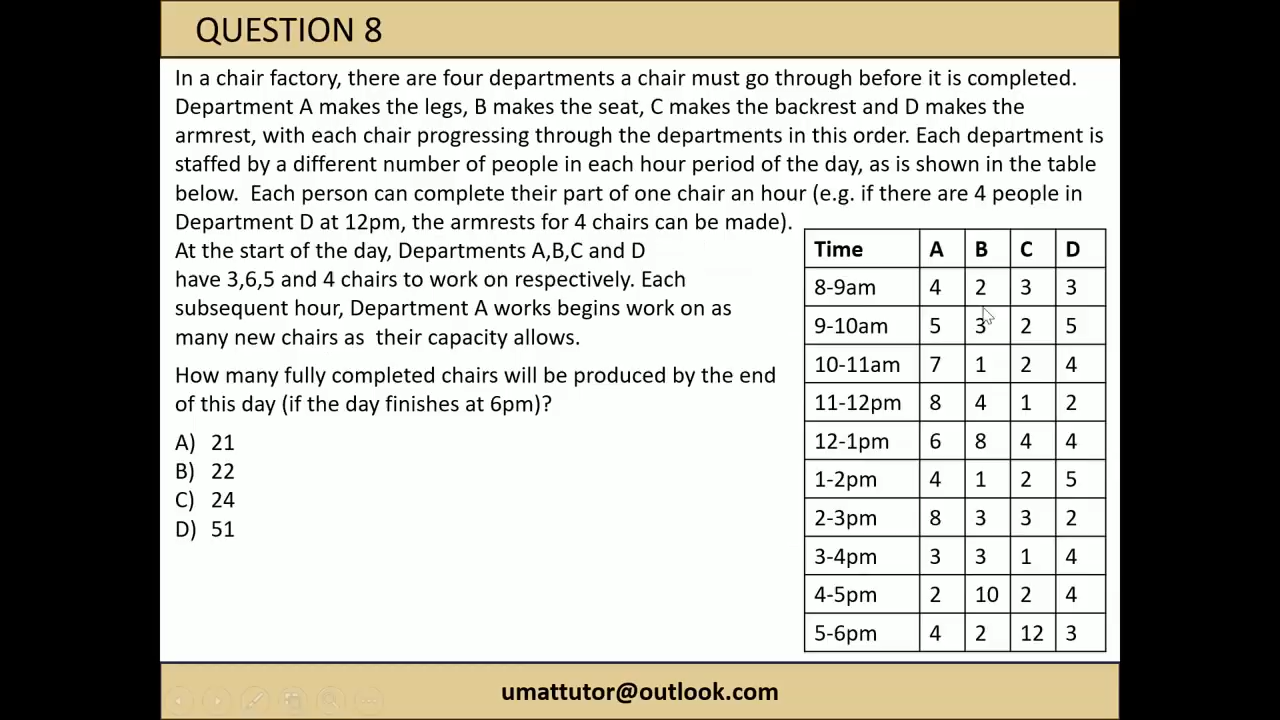 QUESTION 8
In a chair factory, there are four departments a chair must go through before it is completed.
Department A makes the legs, B makes the seat, C makes the backrest and D makes the
armrest, with each chair progressing through the departments in this order. Each department is
staffed by a different number of people in each hour period of the day, as is shown in the table
below.  Each person can complete their part of one chair an hour (e.g. if there are 4 people in
Department D at 12pm, the armrests for 4 chairs can be made).
At the start of the day, Departments A,B,C and D
have 3,6,5 and 4 chairs to work on respectively. Each
subsequent hour, Department A works begins work on as
many new chairs as  their capacity allows.
How many fully completed chairs will be produced by the end
of this day (if the day finishes at 6pm)?
A) 21
B) 22
C) 24
D) 51
Time A B C D
8-9am 4 2 3 3
9-10am 5 3 2 5
10-11am 7 1 2 4
11-12pm 8 4 1 2
12-1pm 6 8 4 4
1-2pm 4 1 2 5
2-3pm 8 3 3 2
3-4pm 3 3 1 4
4-5pm 2 10 2 4
5-6pm 4 2 12 3
umattutor@outlook.com